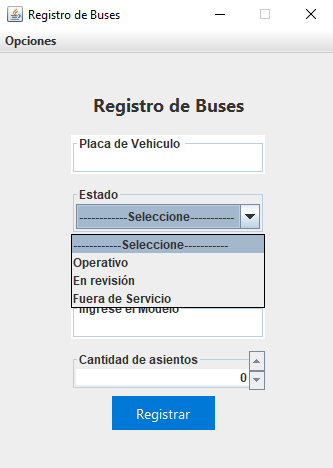 Registro de Buses
Opciones
Registro de Buses
Placa de Vehiculo
Estado
------------Seleccione-----------
------------Seleccione-----------
Operativo
En revisión
Fuera de Servicio
Ingrese el Modelo
Cantidad de asientos
0
Registrar